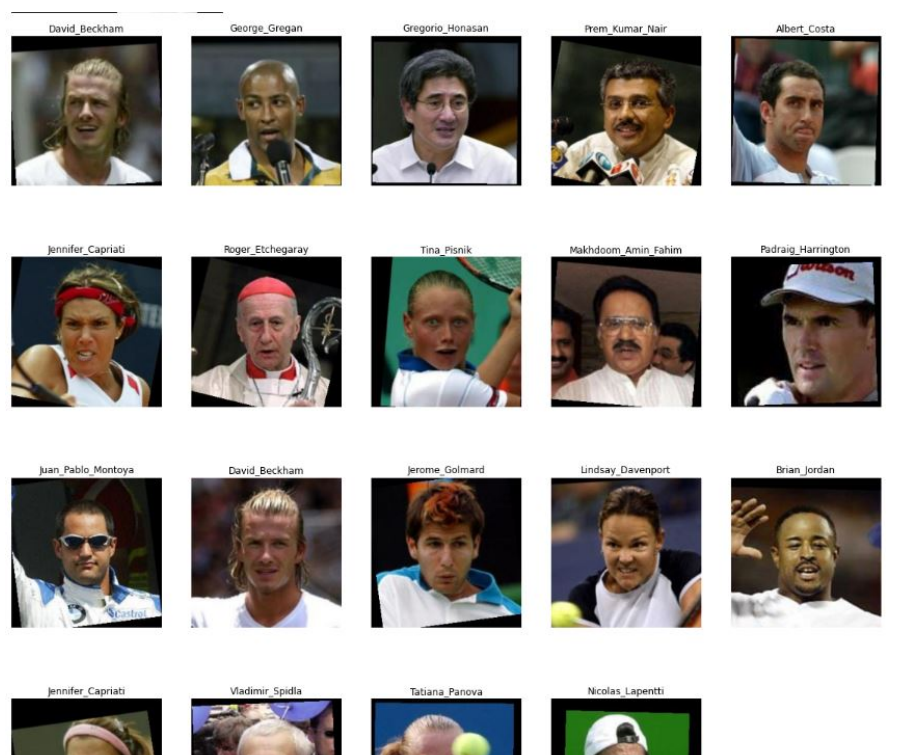 David_Beckham
George_Gregan
Gregorio_Honasan
Prem_Kumar_Nair
Albert_Costa
Jennifer_Capriati
Roger_Etchegaray
Tina_Pisnik
Makhdoom_Amin_Fahim
Padraig_Harrington
Wilson
Juan_Pablo_Montoya
David_Beckham
Jerome_Golmard
Lindsay_Davenport
Brian_Jordan
Castrol
Jennifer_Capriati
Vladimir_Spidla
Tatiana_Panova
Nicolas_Lapentti